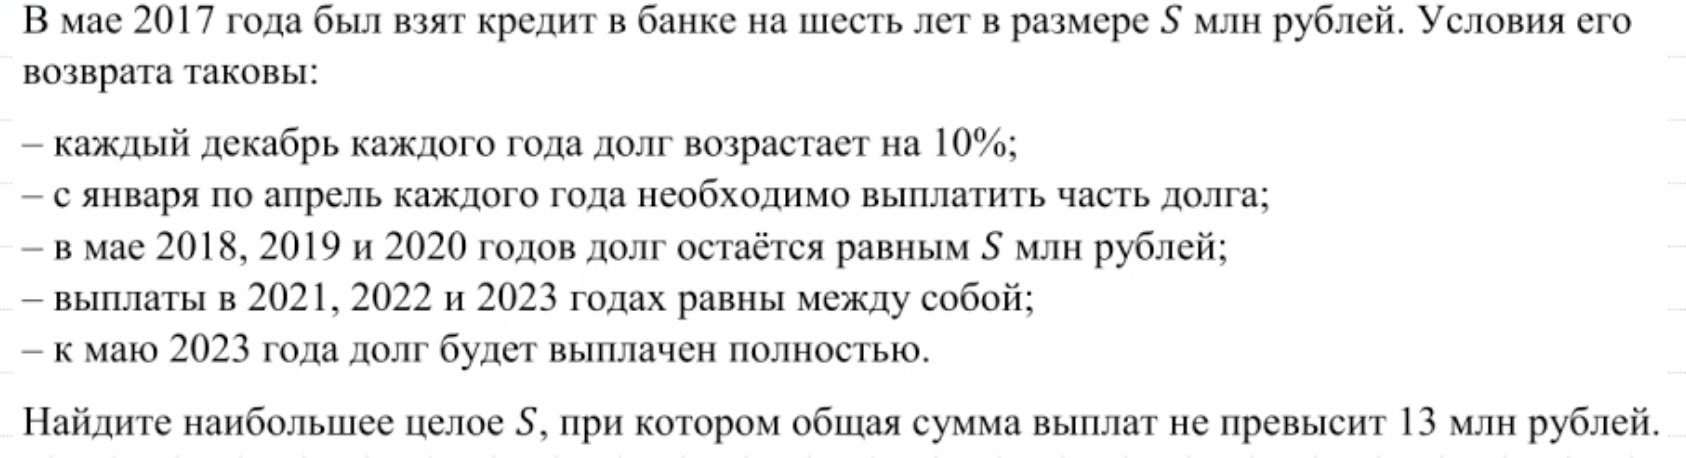 В мае 2017 года был взят кредит в банке на шесть лет в размере S млн рублей. Условия его
возврата таковы:
– каждый декабрь каждого года долг возрастает на 10%;
– с января по апрель каждого года необходимо выплатить часть долга;
– в мае 2018, 2019 и 2020 годов долг остаётся равным S млн рублей;
– выплаты в 2021, 2022 и 2023 годах равны между собой;
– к маю 2023 года долг будет выплачен полностью.
Найдите наибольшее целое S, при котором общая сумма выплат не превысит 13 млн рублей.